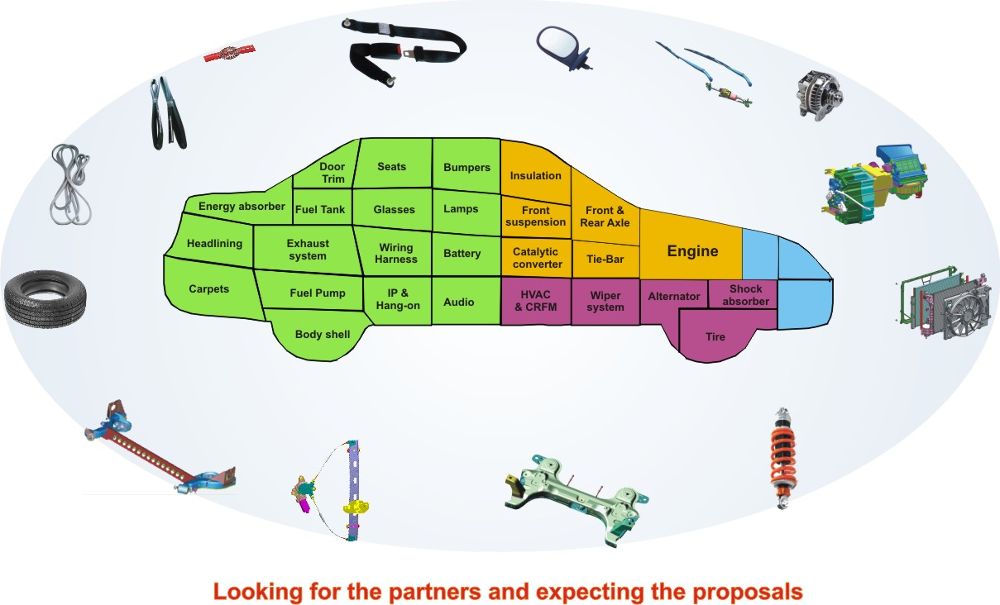 Door
Trim
Seats
Bumpers
Insulation
Energy absorber
Fuel Tank
Glasses
Lamps
Front
suspension
Front &
Rear Axle
Headlining
Exhaust
system
Wiring
Harness
Battery
Catalytic
converter
Tie-Bar
Engine
Carpets
Fuel Pump
IP &
Hang-on
Audio
HVAC
& CRFM
Wiper
system
Alternator
Shock
absorber
Body shell
Tire
Looking for the partners and expecting the proposals